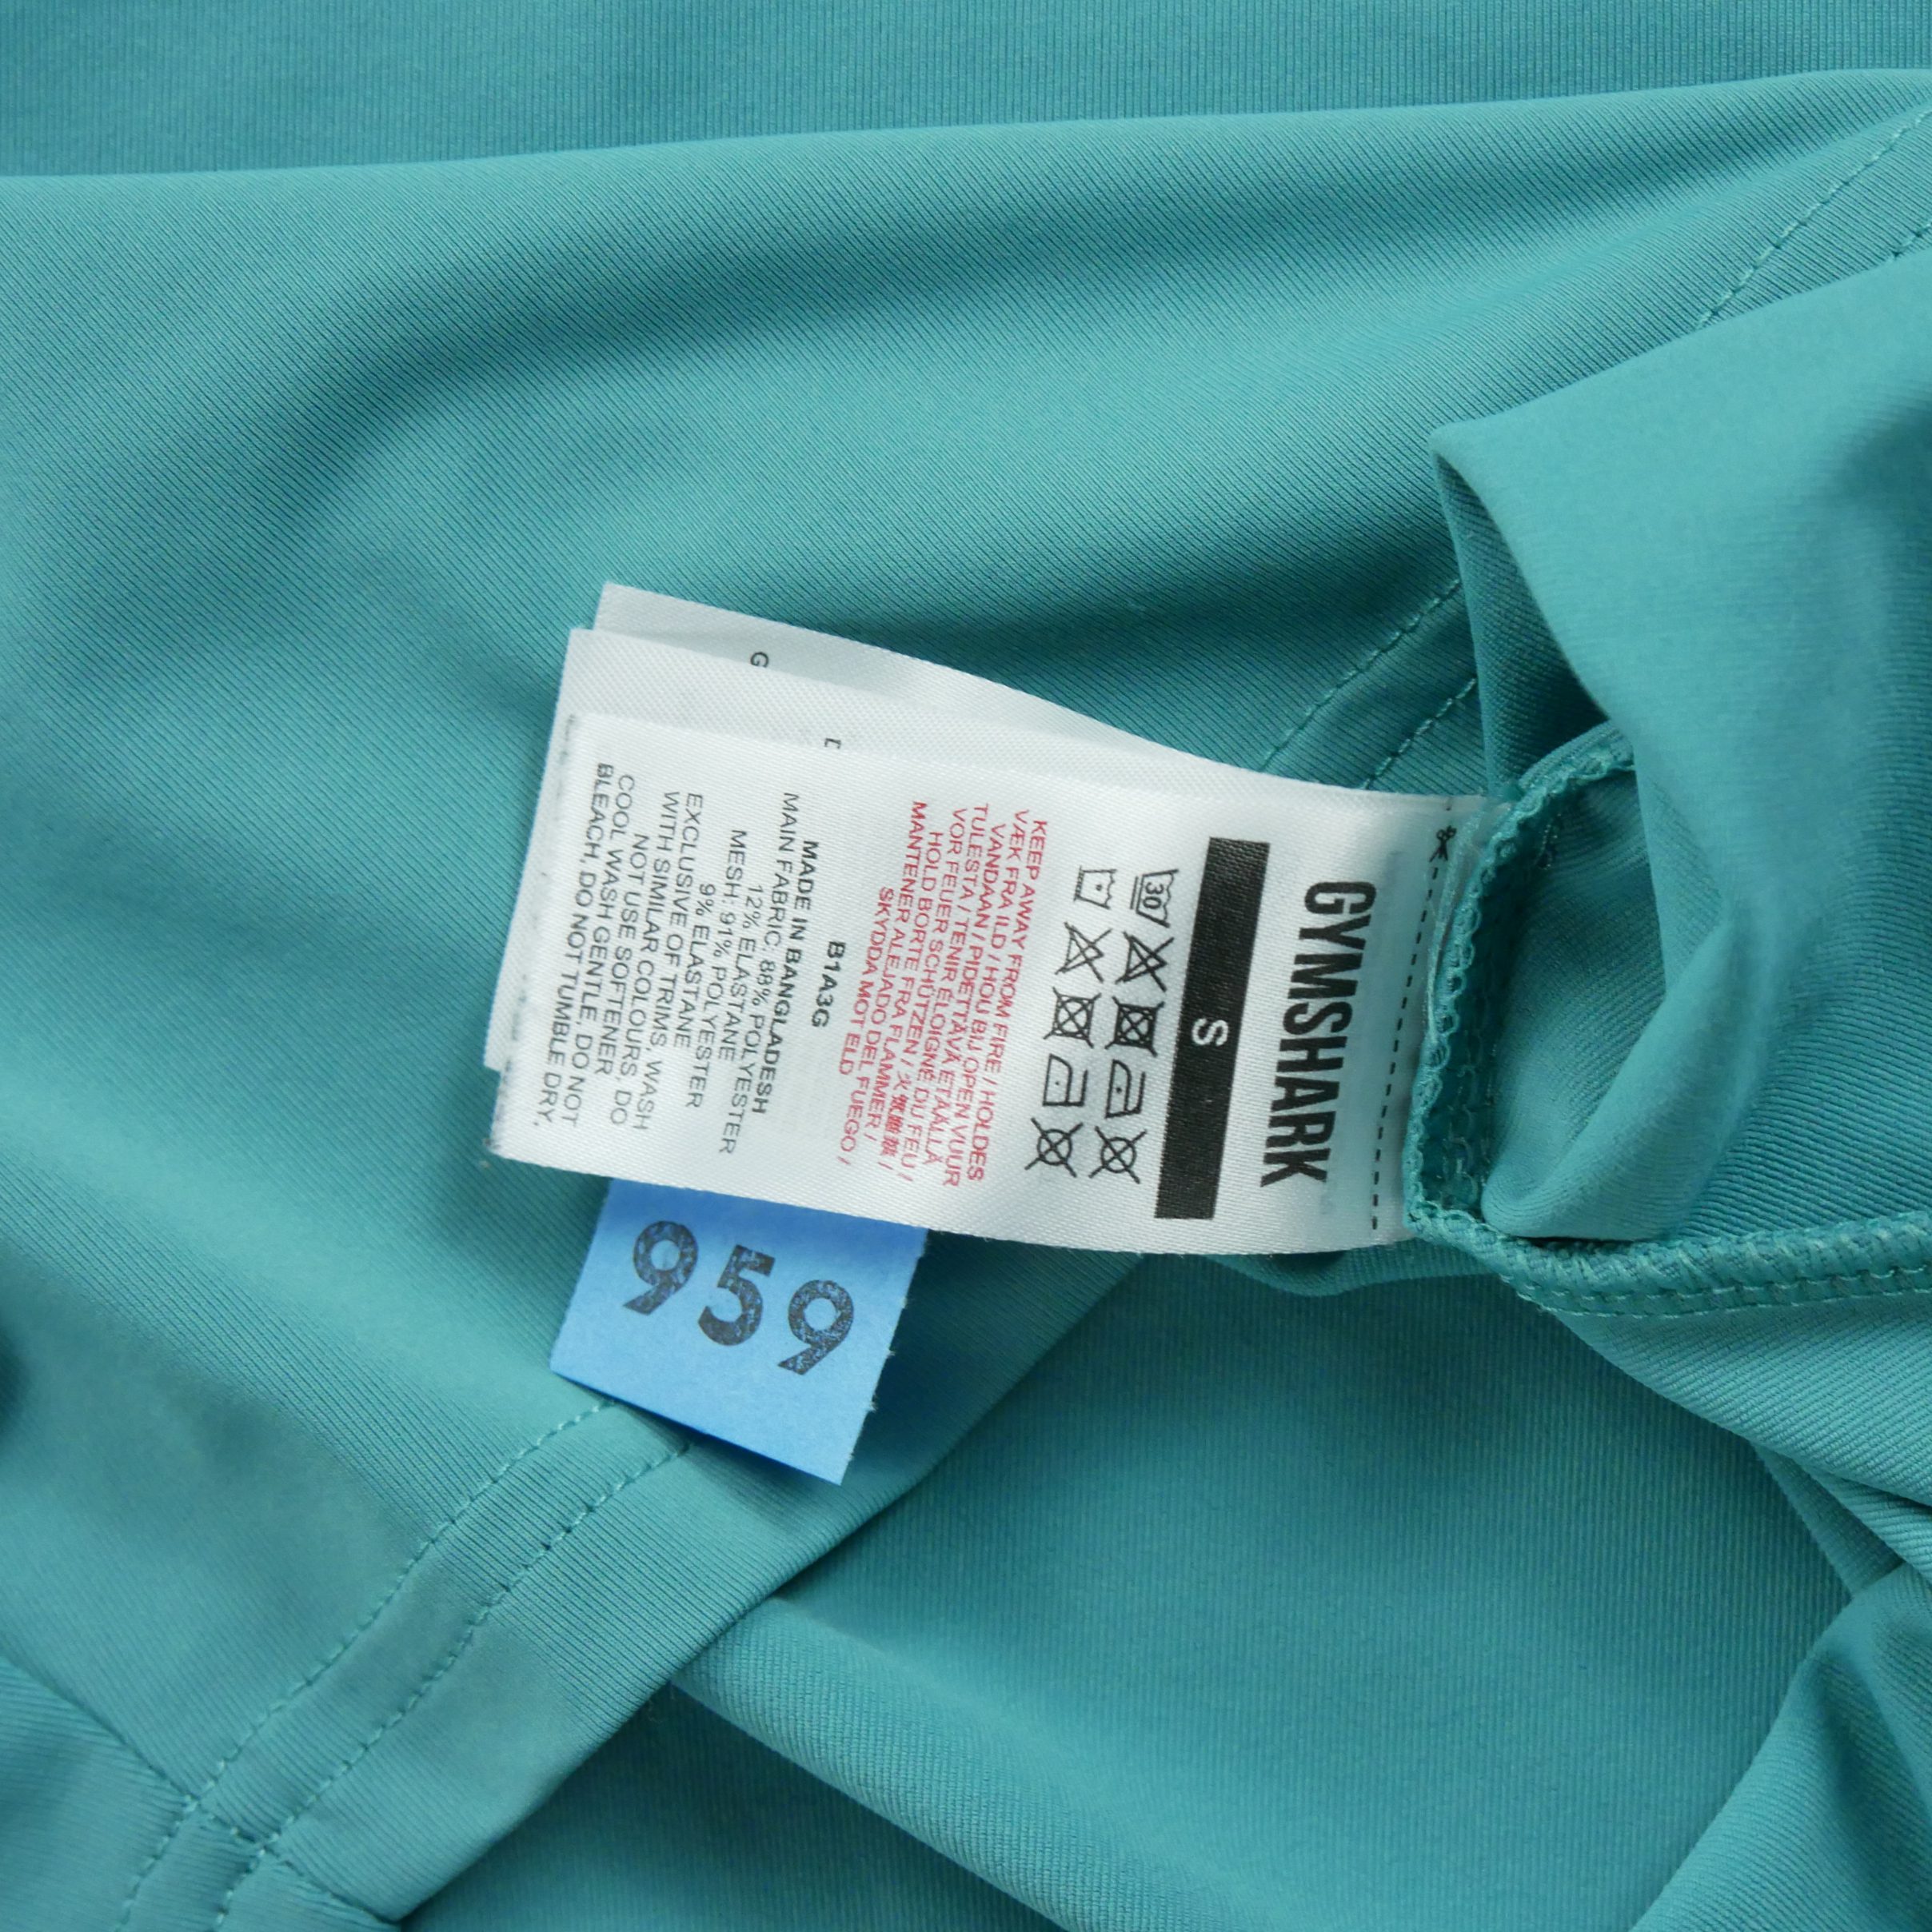 GYMSHARK
S
30
KEEP AWAY FROM FIRE / HOLDES
VÆK FRA ILD / HOU BIJ OPEN VUUR
VANDAAN / PIDETTÄVÄ ETÄÄLLÄ
TULESTA / TENIR ÉLOIGNÉ DU FEU /
VOR FEUER SCHÜTZEN /
HOLD BORTE FRA FLAMMER /
MANTENER ALEJADO DEL FUEGO /
SKYDDA MOT ELD
B1A3G
MADE IN BANGLADESH
MAIN FABRIC: 88% POLYESTER
12% ELASTANE
MESH: 91% POLYESTER
9% ELASTANE
EXCLUSIVE OF TRIMS, WASH
WITH SIMILAR COLOURS, DO
NOT USE SOFTENER
COOL WASH GENTLE, DO NOT
BLEACH, DO NOT TUMBLE DRY,
G
959